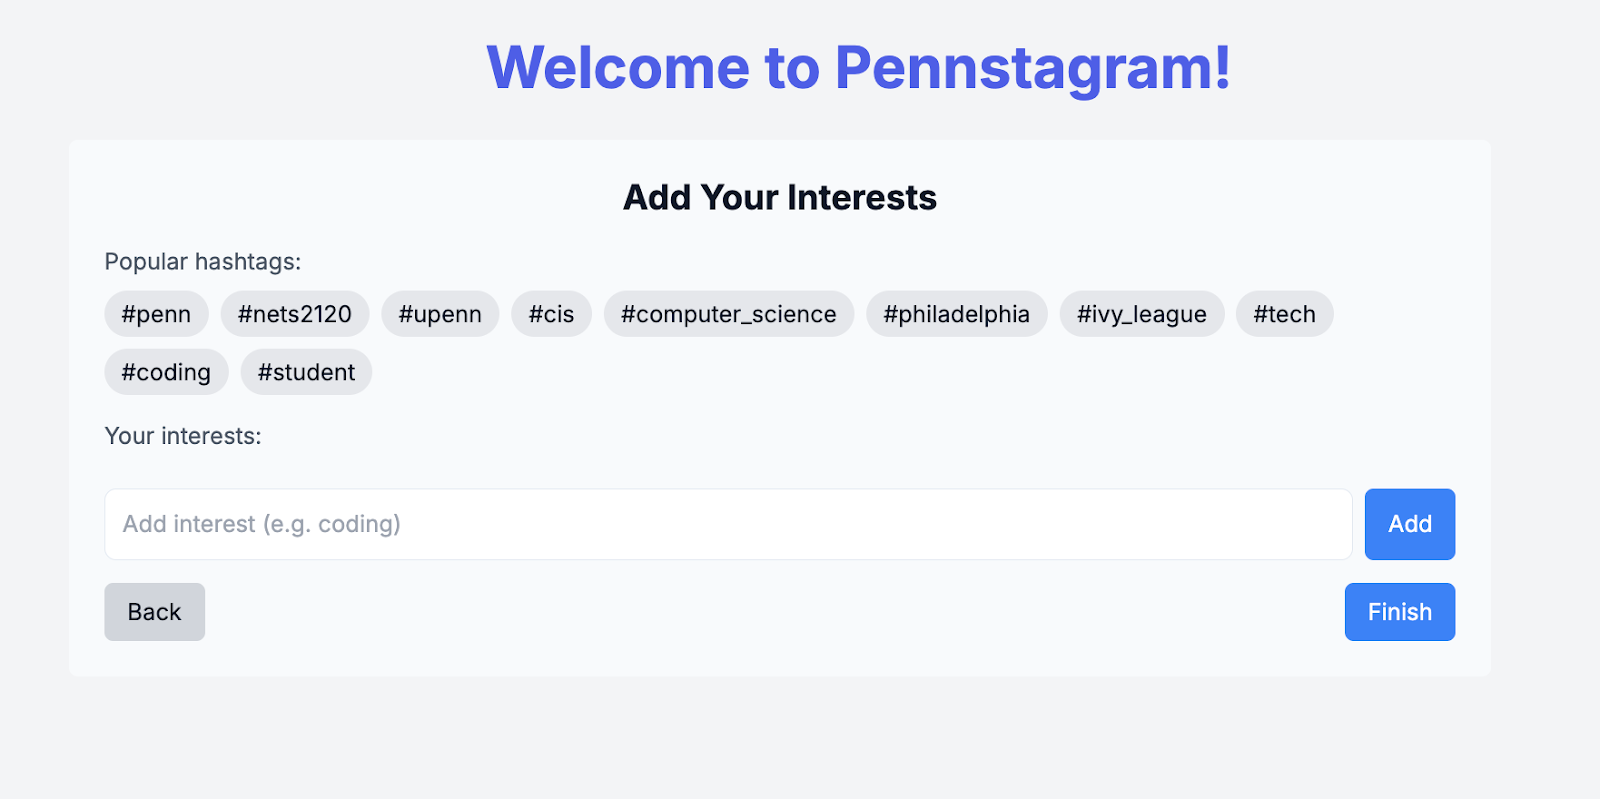 Welcome to Pennstagram!
Add Your Interests
Popular hashtags:
#penn #nets2120 #upenn #cis #computer_science #philadelphia #ivy_league #tech
#coding #student
Your interests:
Add interest (e.g. coding) Add
Back Finish